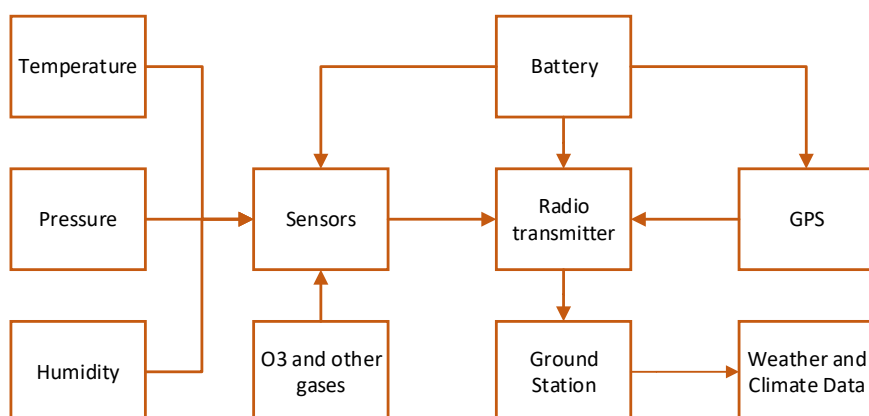 Temperature
Battery
Pressure
Sensors
Radio
transmitter
GPS
Humidity
O3 and other
gases
Ground
Station
Weather and
Climate Data